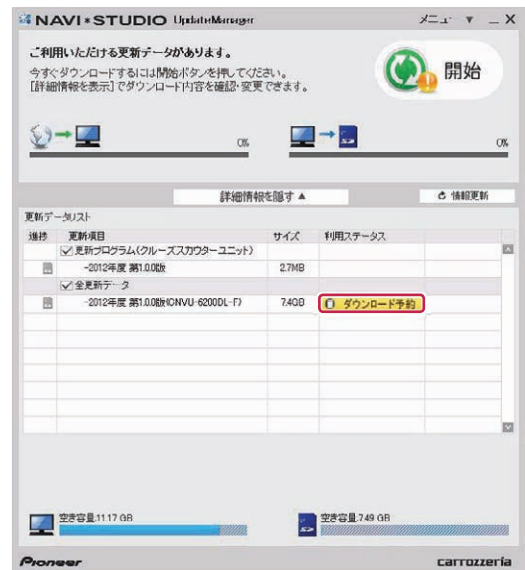 NAVI*STUDIO UpdateManager
メニュー ▼ _ X
ご利用いただける更新データがあります。
今すぐダウンロードするには開始ボタンを押してください。
[詳細情報を表示]でダウンロード内容を確認・変更できます。
開始
0%
0%
詳細情報を隠す ▲
情報更新
更新データリスト
進捗 更新項目 サイズ 利用ステータス
更新プログラム(クルーズスカウターユニット)
-2012年度 第1.0.0版 2.7MB
全更新データ
-2012年度 第1.0.0版(CNVU-6200DL-F) 7.4GB ダウンロード予約
空き容量:11.17 GB
空き容量:7.49 GB
Pioneer
carrozzeria